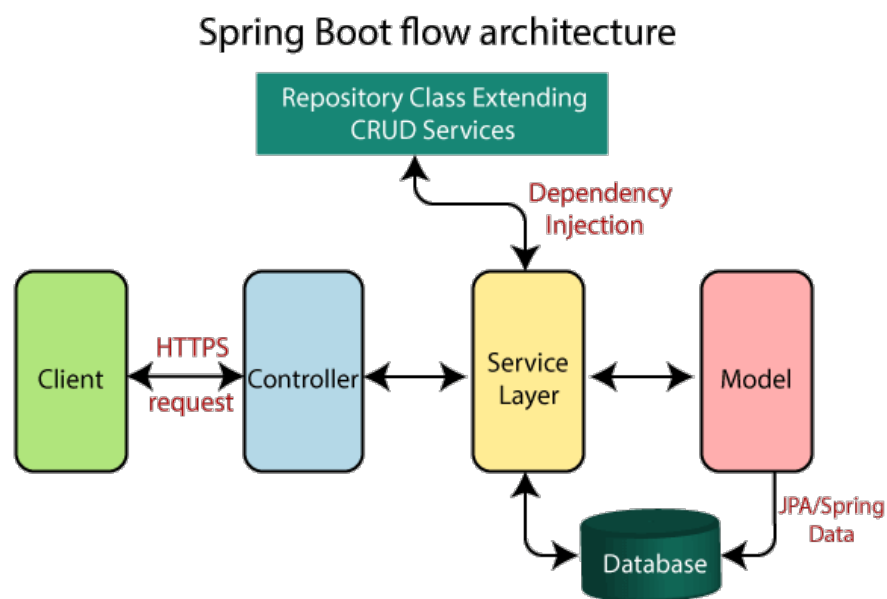 Spring Boot flow architecture
Repository Class Extending
CRUD Services
Dependency
Injection
Client
HTTPS
request
Controller
Service
Layer
Model
JPA/Spring
Data
Database